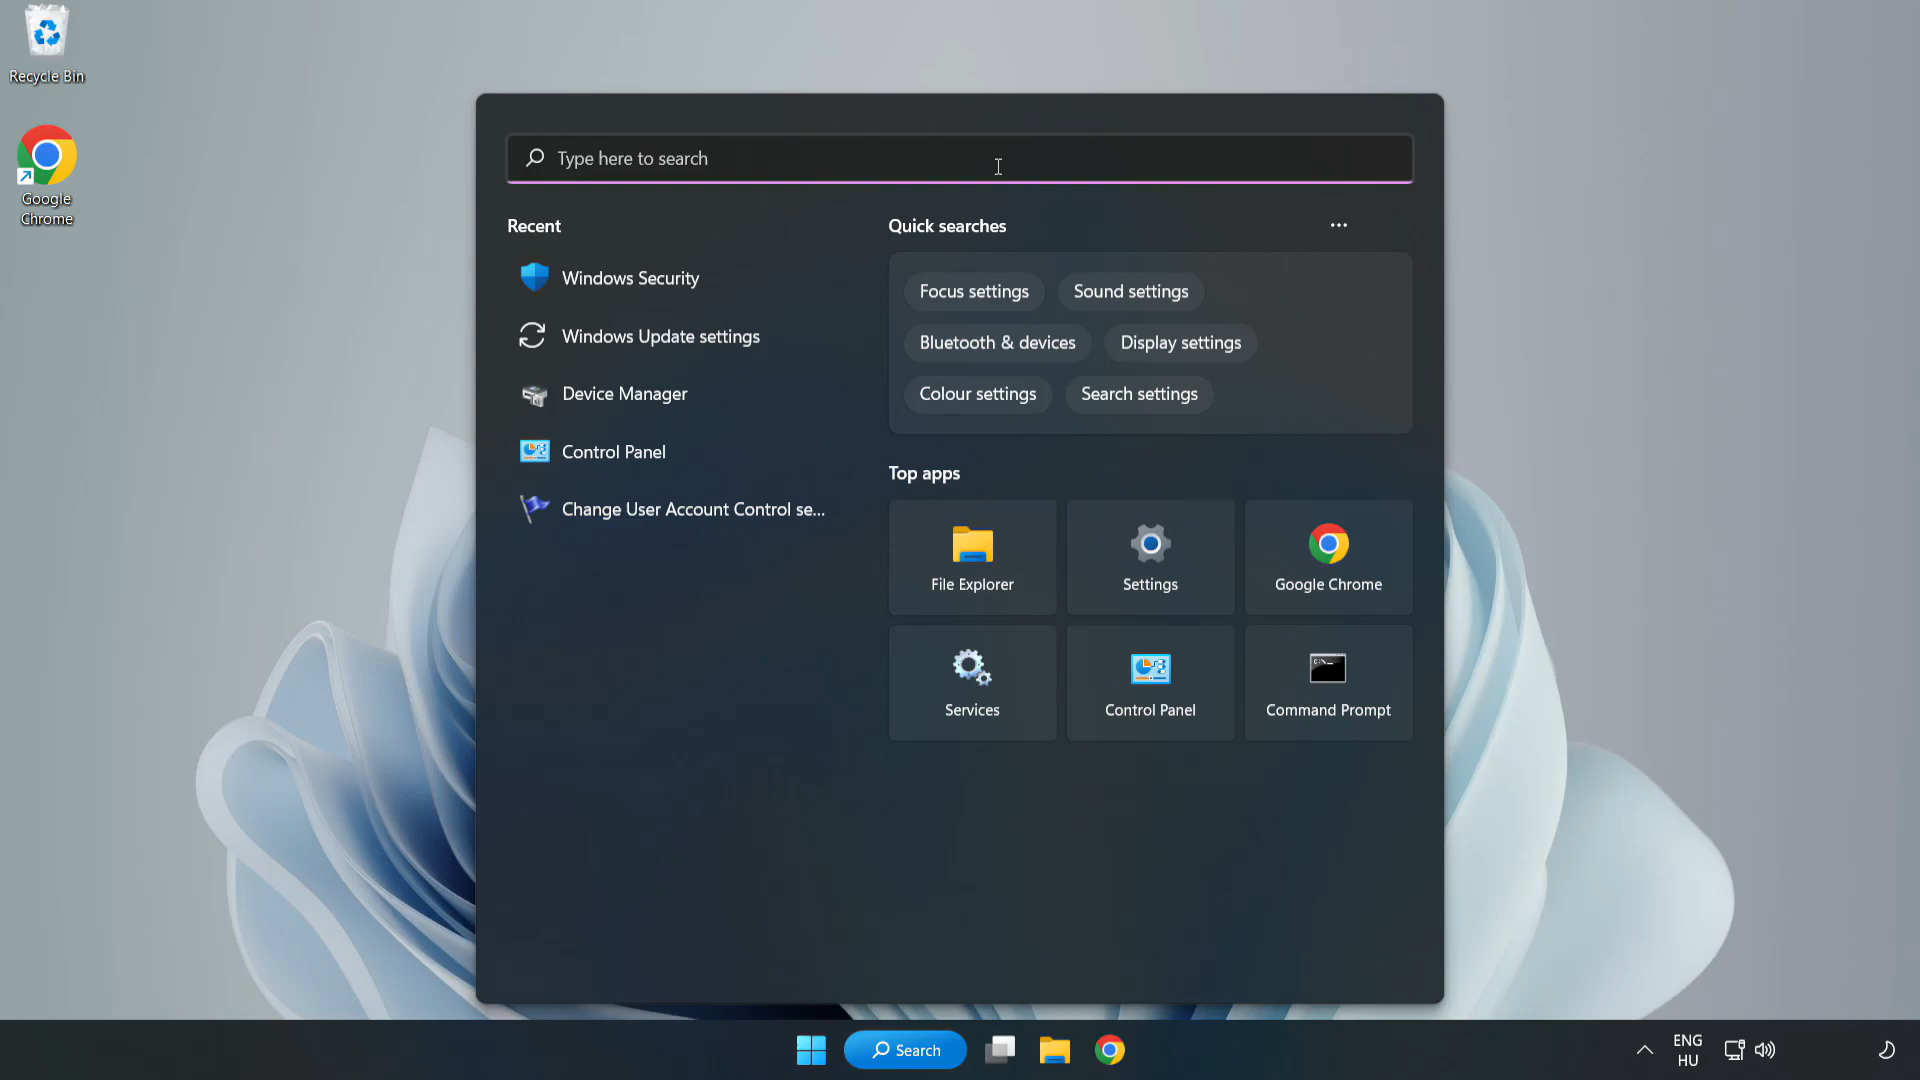 Recycle Bin
Google
Chrome
Type here to search
Recent
Windows Security
Windows Update settings
Device Manager
Control Panel
Change User Account Control se...
Quick searches
Focus settings
Sound settings
Bluetooth & devices
Display settings
Colour settings
Search settings
Top apps
File Explorer
Settings
Google Chrome
Services
Control Panel
Command Prompt
Search
ENG
HU